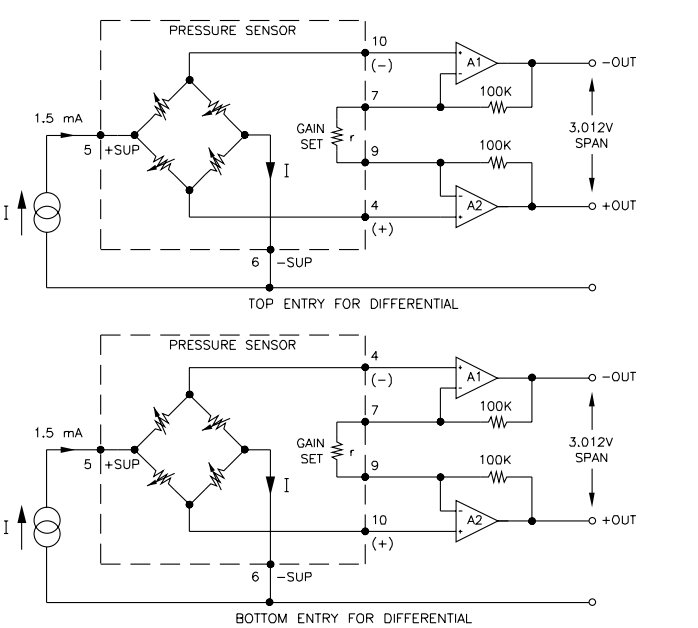 PRESSURE SENSOR
10
(−)
A1
−OUT
7
100K
1.5 mA
GAIN
SET
r
3.012V
SPAN
5
+SUP
9
100K
I
I
A2
+OUT
4
(+)
6
−SUP
TOP ENTRY FOR DIFFERENTIAL
PRESSURE SENSOR
4
(−)
A1
−OUT
7
100K
1.5 mA
GAIN
SET
r
3.012V
SPAN
5
+SUP
9
100K
I
I
A2
+OUT
10
(+)
6
−SUP
BOTTOM ENTRY FOR DIFFERENTIAL